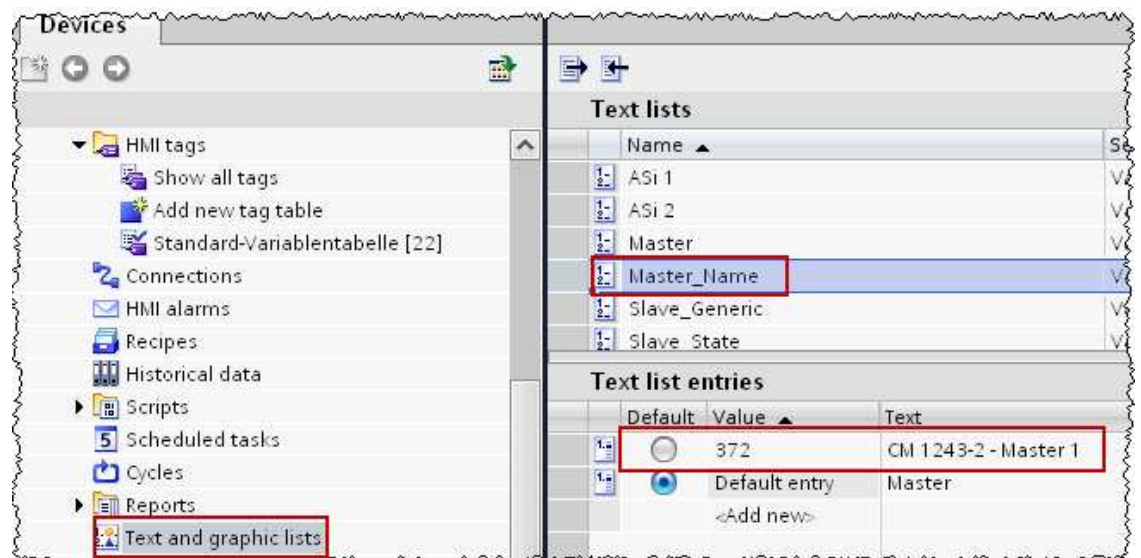 Devices
HMI tags
Show all tags
Add new tag table
Standard-Variablentabelle [22]
Connections
HMI alarms
Recipes
Historical data
Scripts
Scheduled tasks
Cycles
Reports
Text and graphic lists
Text lists
Name
ASi 1
ASi 2
Master
Master_Name
Slave_Generic
Slave_State
Text list entries
Default Value Text
372 CM 1243-2 - Master 1
Default entry Master
<Add new>